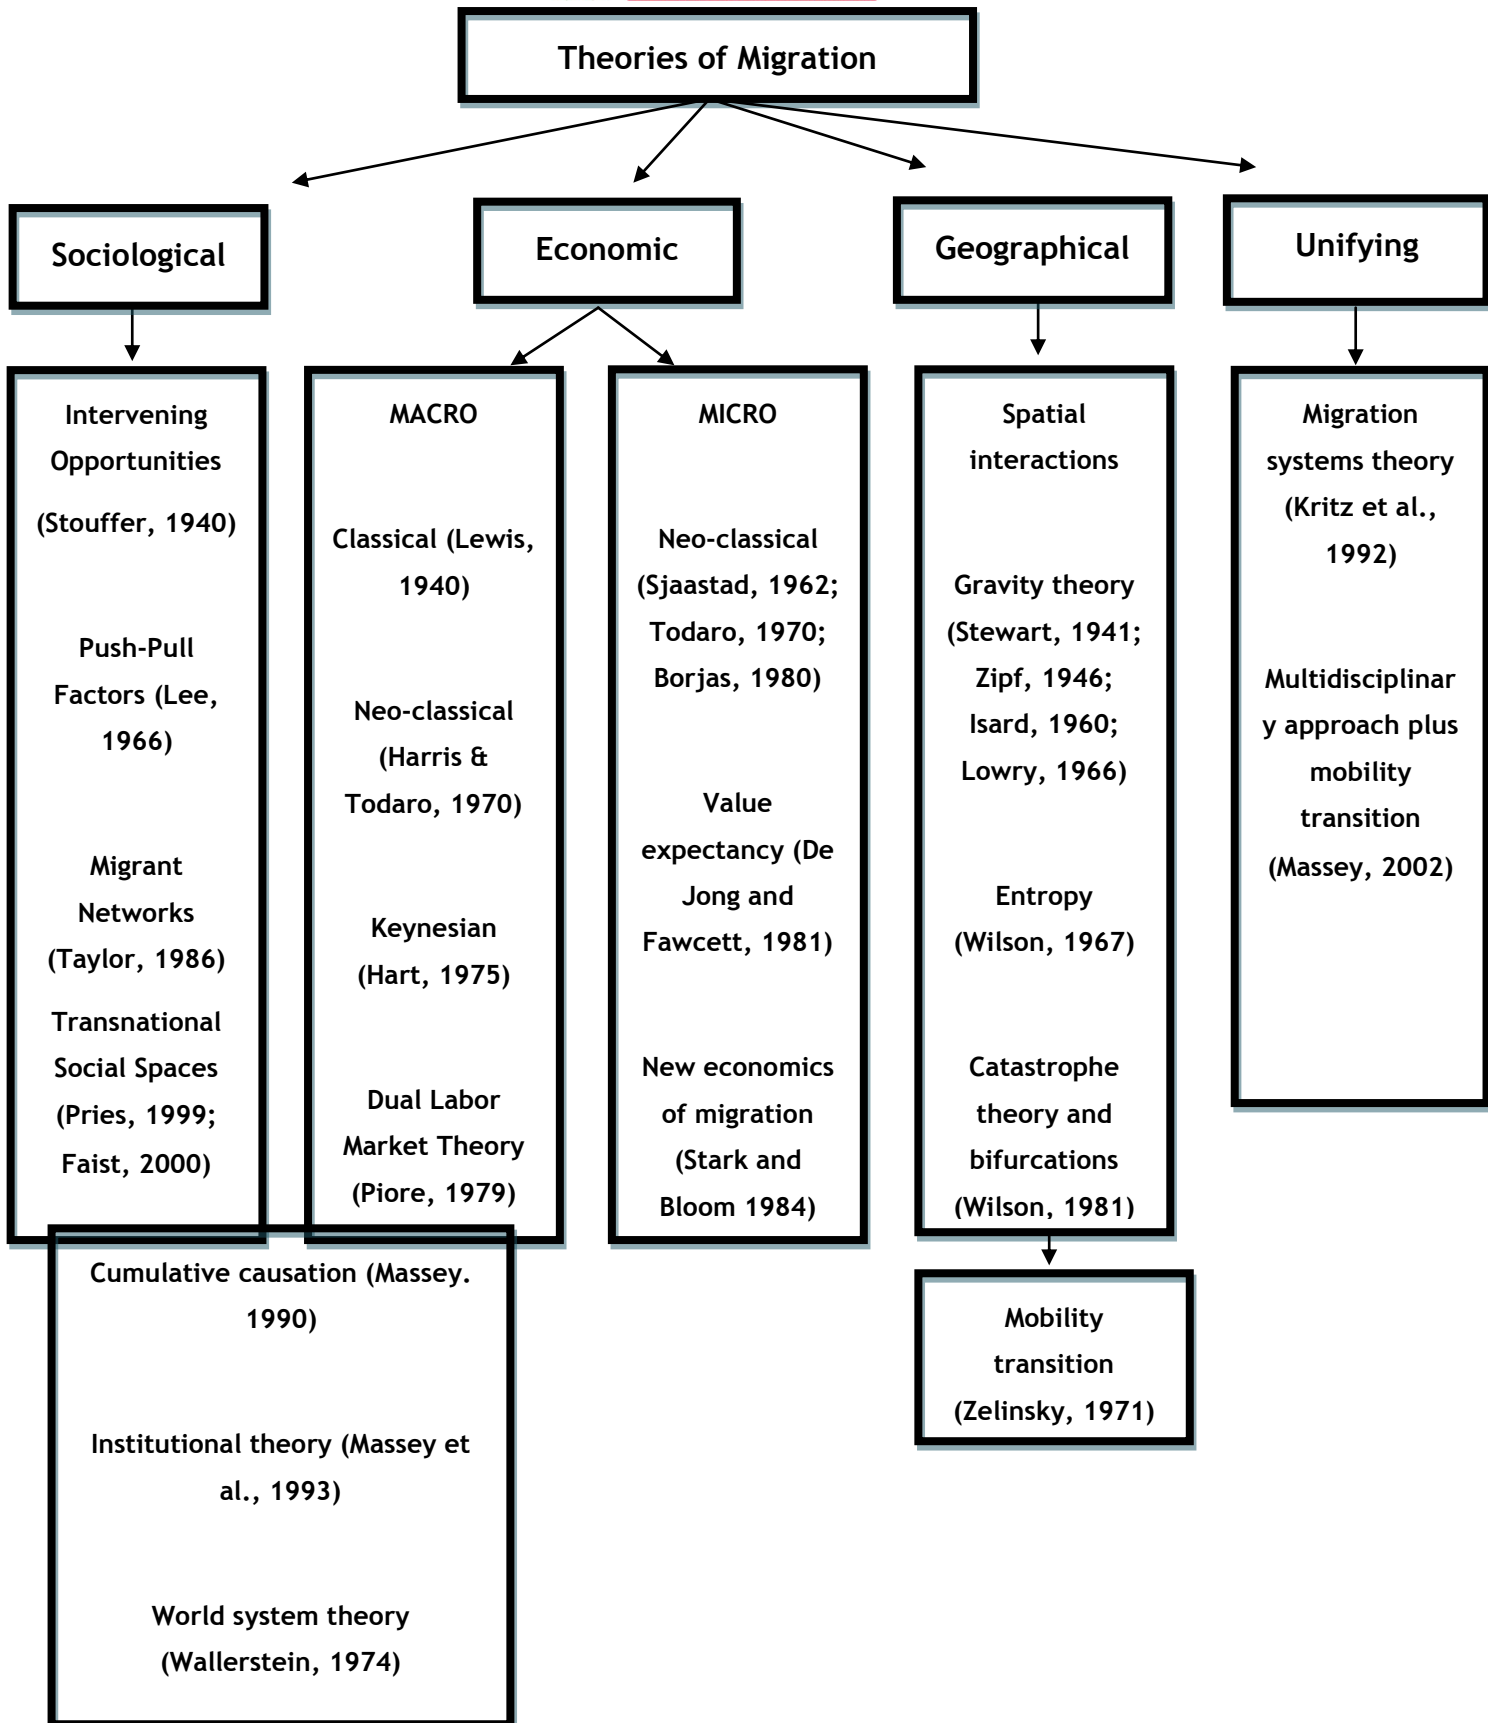 Theories of Migration
Sociological
Economic
Geographical
Unifying
Intervening
Opportunities
(Stouffer, 1940)
Push-Pull
Factors (Lee,
1966)
Migrant
Networks
(Taylor, 1986)
Transnational
Social Spaces
(Pries, 1999;
Faist, 2000)
MACRO
Classical (Lewis,
1940)
Neo-classical
(Harris &
Todaro, 1970)
Keynesian
(Hart, 1975)
Dual Labor
Market Theory
(Piore, 1979)
MICRO
Neo-classical
(Sjaastad, 1962;
Todaro, 1970;
Borjas, 1980)
Value
expectancy (De
Jong and
Fawcett, 1981)
New economics
of migration
(Stark and
Bloom 1984)
Spatial
interactions
Gravity theory
(Stewart, 1941;
Zipf, 1946;
Isard, 1960;
Lowry, 1966)
Entropy
(Wilson, 1967)
Catastrophe
theory and
bifurcations
(Wilson, 1981)
Migration
systems theory
(Kritz et al.,
1992)
Multidisciplinar
y approach plus
mobility
transition
(Massey, 2002)
Cumulative causation (Massey.
1990)
Institutional theory (Massey et
al., 1993)
World system theory
(Wallerstein, 1974)
Mobility
transition
(Zelinsky, 1971)